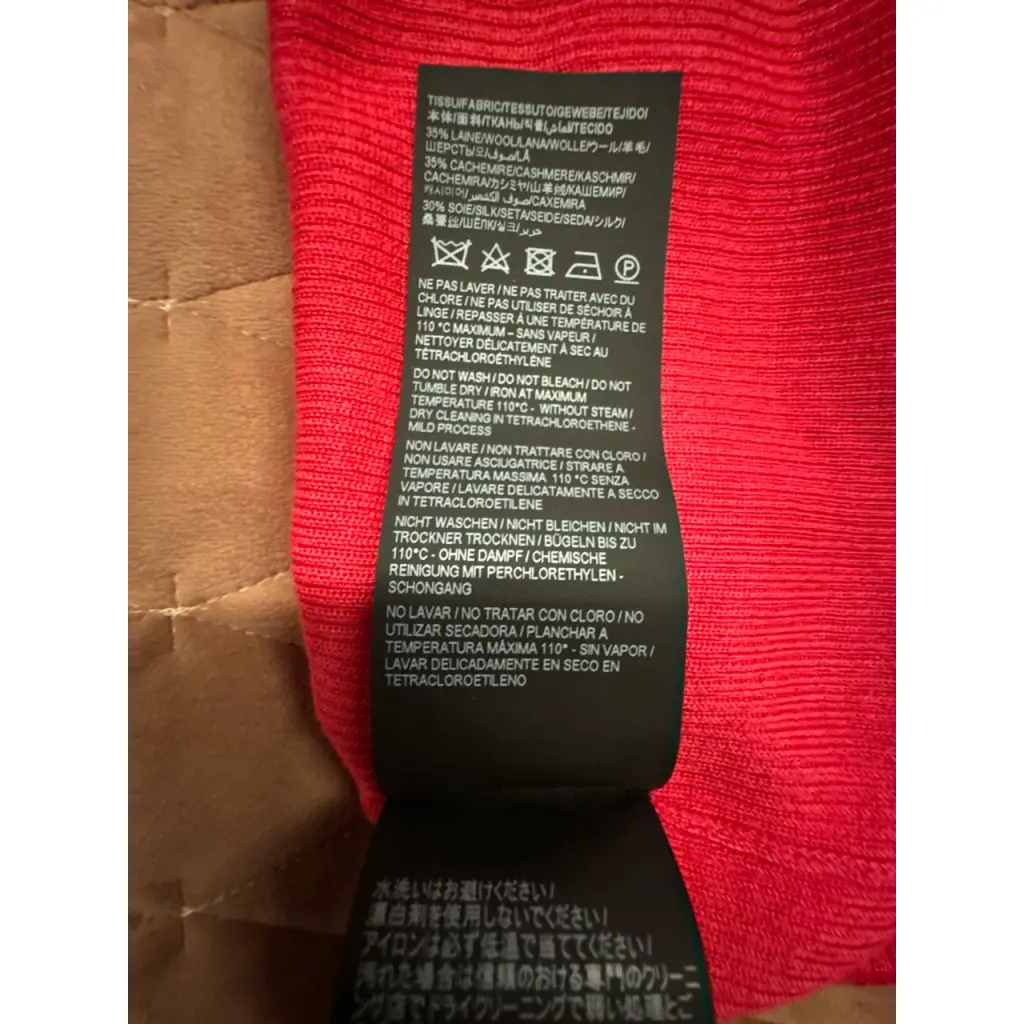 TISSU/FABRIC/TESSUTO/GEWEBE/TEJIDO/
本体/面料/ТКАНЬ/직물/قماش/TECIDO
35% LAINE/WOOL/LANA/WOLLE/ウール/羊毛/
ШЕРСТЬ/모/صوف/LÃ
35% CACHEMIRE/CASHMERE/KASCHMIR/
CACHEMIRA/カシミヤ/山羊绒/КАШЕМИР/
캐시미어/صوف الكشمير/CAXEMIRA
30% SOIE/SILK/SETA/SEIDE/SEDA/シルク/
桑蚕丝/ШЁЛК/실크/حرير
P
NE PAS LAVER / NE PAS TRAITER AVEC DU
CHLORE / NE PAS UTILISER DE SÉCHOIR À
LINGE / REPASSER À UNE TEMPÉRATURE DE
110 °C MAXIMUM – SANS VAPEUR /
NETTOYER DÉLICATEMENT À SEC AU
TÉTRACHLOROÉTHYLÈNE
DO NOT WASH / DO NOT BLEACH / DO NOT
TUMBLE DRY / IRON AT MAXIMUM
TEMPERATURE 110°C - WITHOUT STEAM /
DRY CLEANING IN TETRACHLOROETHENE -
MILD PROCESS
NON LAVARE / NON TRATTARE CON CLORO /
NON USARE ASCIUGATRICE / STIRARE A
TEMPERATURA MASSIMA 110 °C SENZA
VAPORE / LAVARE DELICATAMENTE A SECCO
IN TETRACLOROETILENE
NICHT WASCHEN / NICHT BLEICHEN / NICHT IM
TROCKNER TROCKNEN / BÜGELN BIS ZU
110°C - OHNE DAMPF / CHEMISCHE
REINIGUNG MIT PERCHLORETHYLEN -
SCHONGANG
NO LAVAR / NO TRATAR CON CLORO / NO
UTILIZAR SECADORA / PLANCHAR A
TEMPERATURA MÁXIMA 110° - SIN VAPOR /
LAVAR DELICADAMENTE EN SECO EN
TETRACLOROETILENO
水洗いはお避けください/
漂白剤を使用しないでください/
アイロンは必ず低温で当ててください/
汚れた場合は信頼のおける専門のクリーニ
ング店でドライクリーニングで弱い処理とご